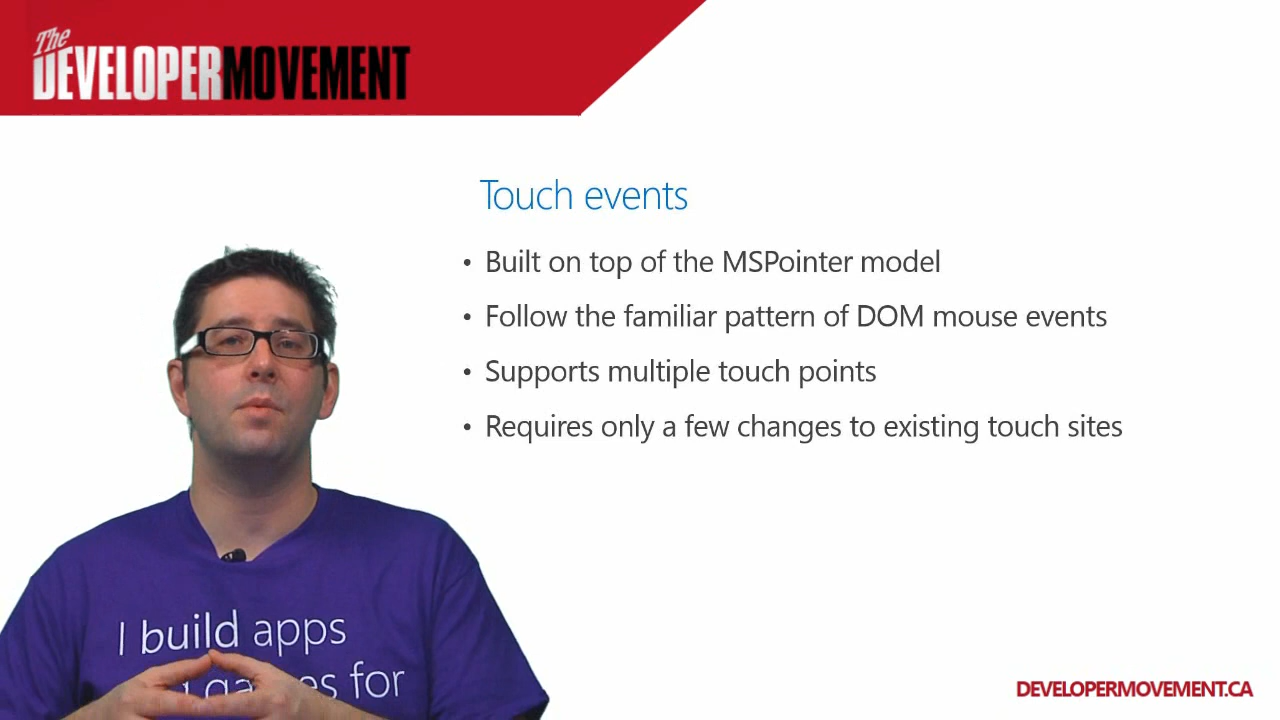 The
DEVELOPERMOVEMENT
Touch events
• Built on top of the MSPointer model
• Follow the familiar pattern of DOM mouse events
• Supports multiple touch points
• Requires only a few changes to existing touch sites
I build apps
for
DEVELOPERMOVEMENT.CA